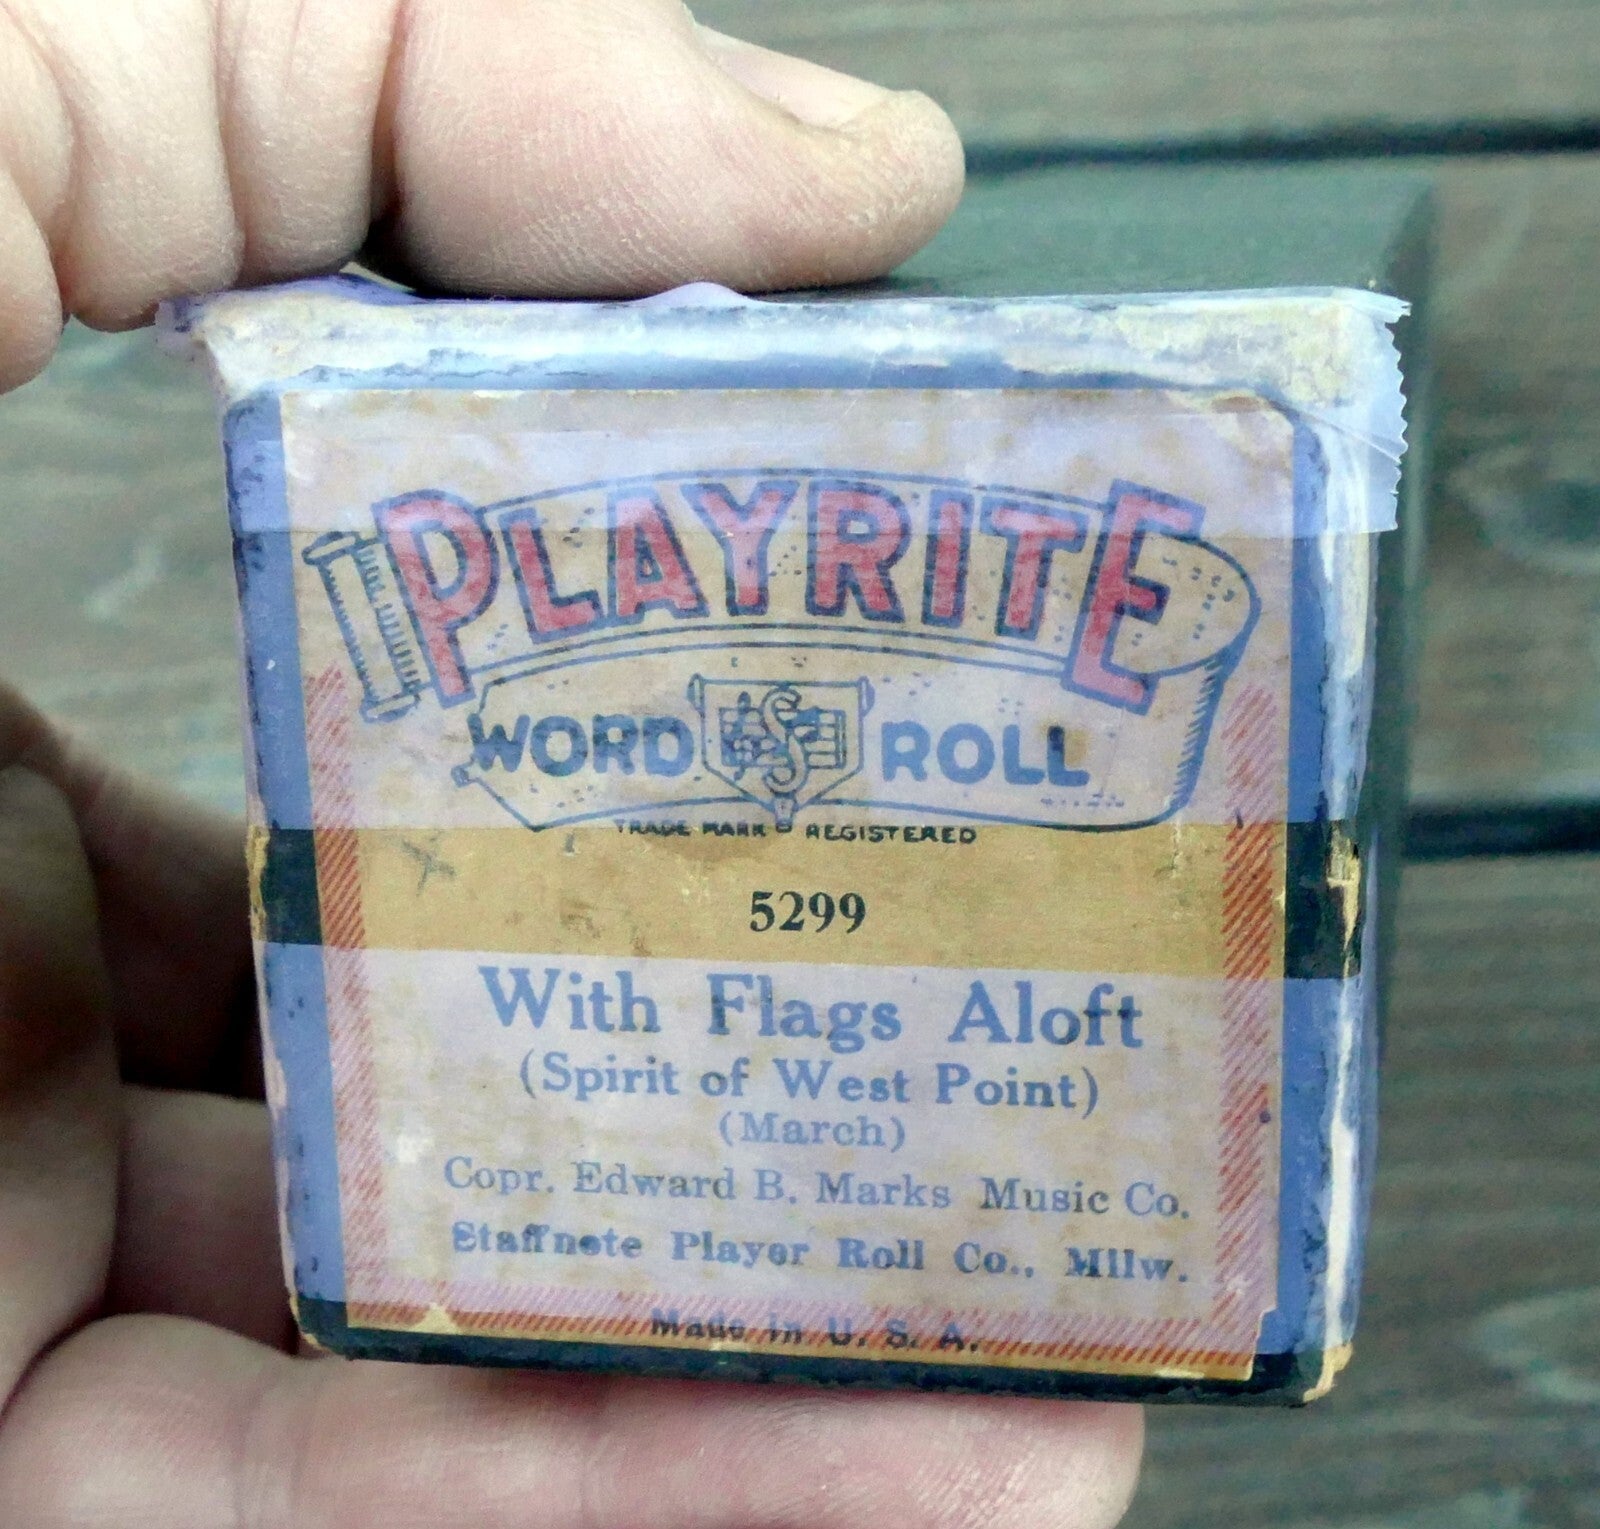 PLAYRITE
WORD S ROLL
TRADE MARK REGISTERED
5299
With Flags Aloft
(Spirit of West Point)
(March)
Copr. Edward B. Marks Music Co.
Staffnote Player Roll Co., Milw.
Made in U. S. A.